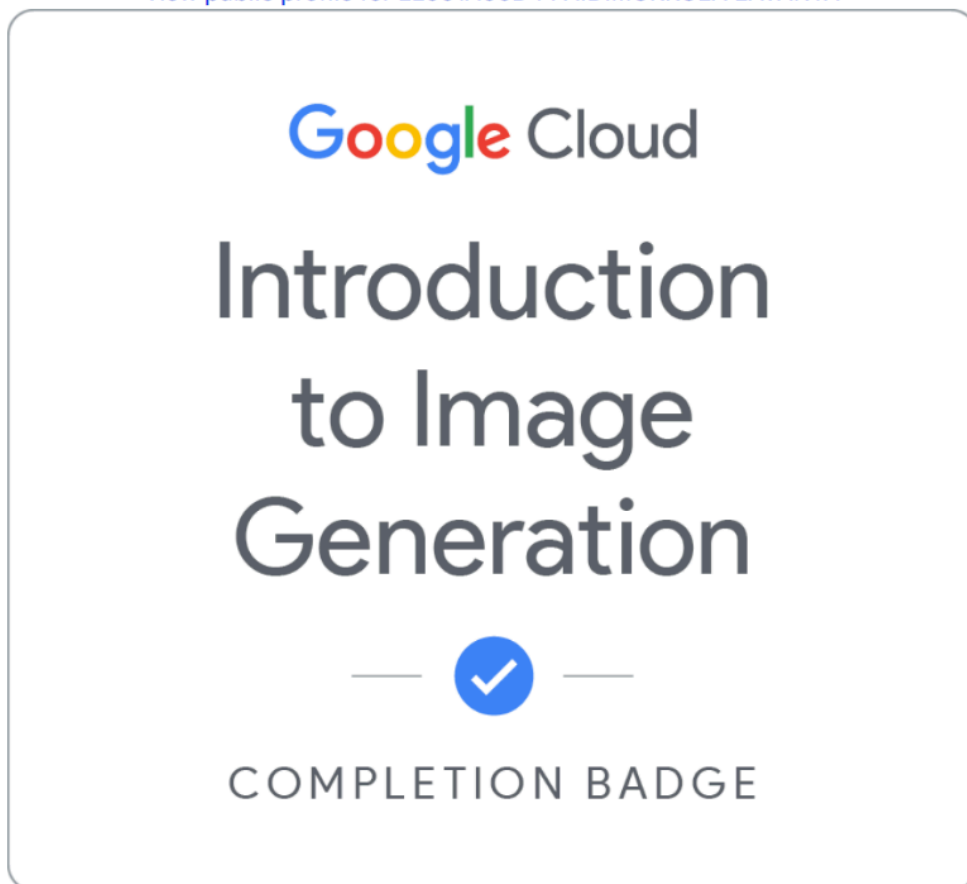 Google Cloud
Introduction
to Image
Generation
COMPLETION BADGE